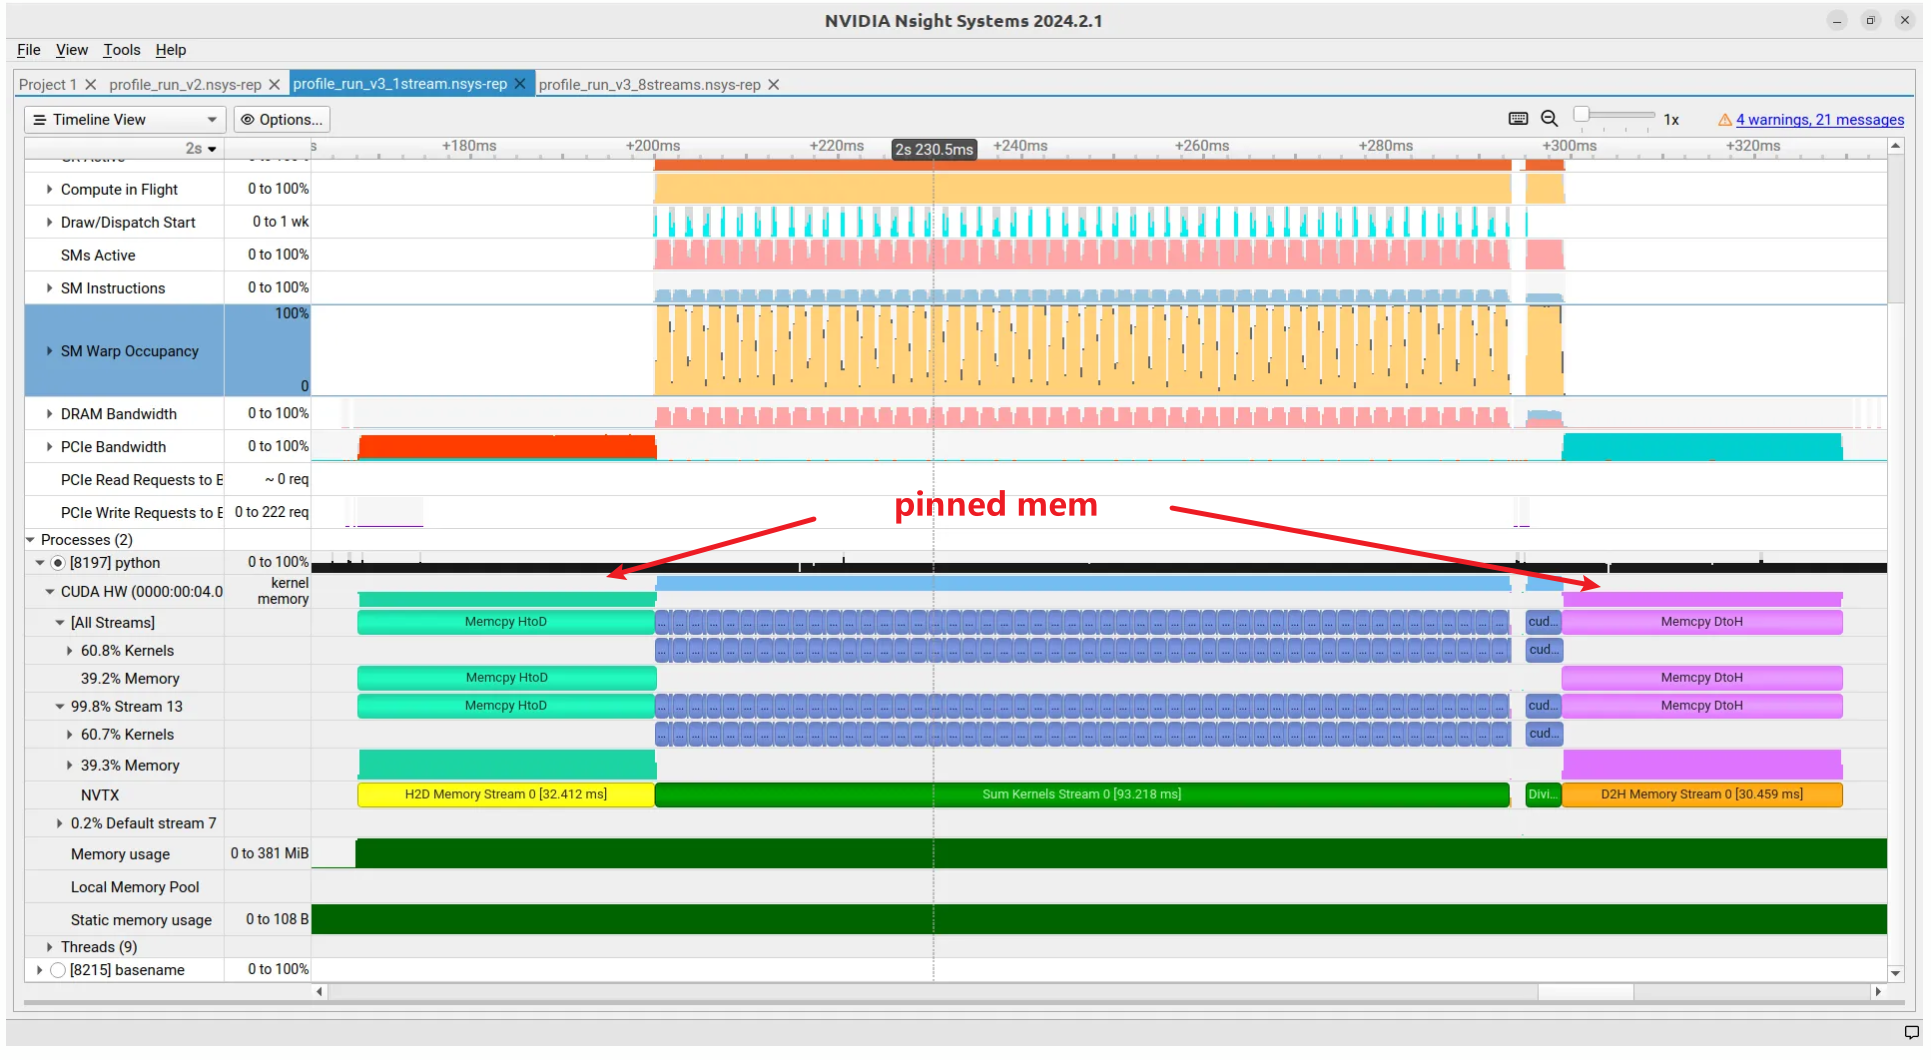 NVIDIA Nsight Systems 2024.2.1
File View Tools Help
Project 1 profile_run_v2.nsys-rep profile_run_v3_1stream.nsys-rep profile_run_v3_8streams.nsys-rep
Timeline View Options... 1x 4 warnings, 21 messages
2s s +180ms +200ms +220ms 2s 230.5ms +240ms +260ms +280ms +300ms +320ms
Compute in Flight 0 to 100%
Draw/Dispatch Start 0 to 1 wk
SMs Active 0 to 100%
SM Instructions 0 to 100%
100%
SM Warp Occupancy
0
DRAM Bandwidth 0 to 100%
PCIe Bandwidth 0 to 100%
PCIe Read Requests to E ~ 0 req
pinned mem
PCIe Write Requests to E 0 to 222 req
Processes (2)
[8197] python 0 to 100%
kernel
CUDA HW (0000:00:04.0
memory
[All Streams] Memcpy HtoD cud... Memcpy DtoH
60.8% Kernels cud...
39.2% Memory Memcpy HtoD Memcpy DtoH
99.8% Stream 13 Memcpy HtoD cud... Memcpy DtoH
60.7% Kernels cud...
39.3% Memory
NVTX H2D Memory Stream 0 [32.412 ms] Sum Kernels Stream 0 [93.218 ms] Divi... D2H Memory Stream 0 [30.459 ms]
0.2% Default stream 7
Memory usage 0 to 381 MiB
Local Memory Pool
Static memory usage 0 to 108 B
Threads (9)
[8215] basename 0 to 100%